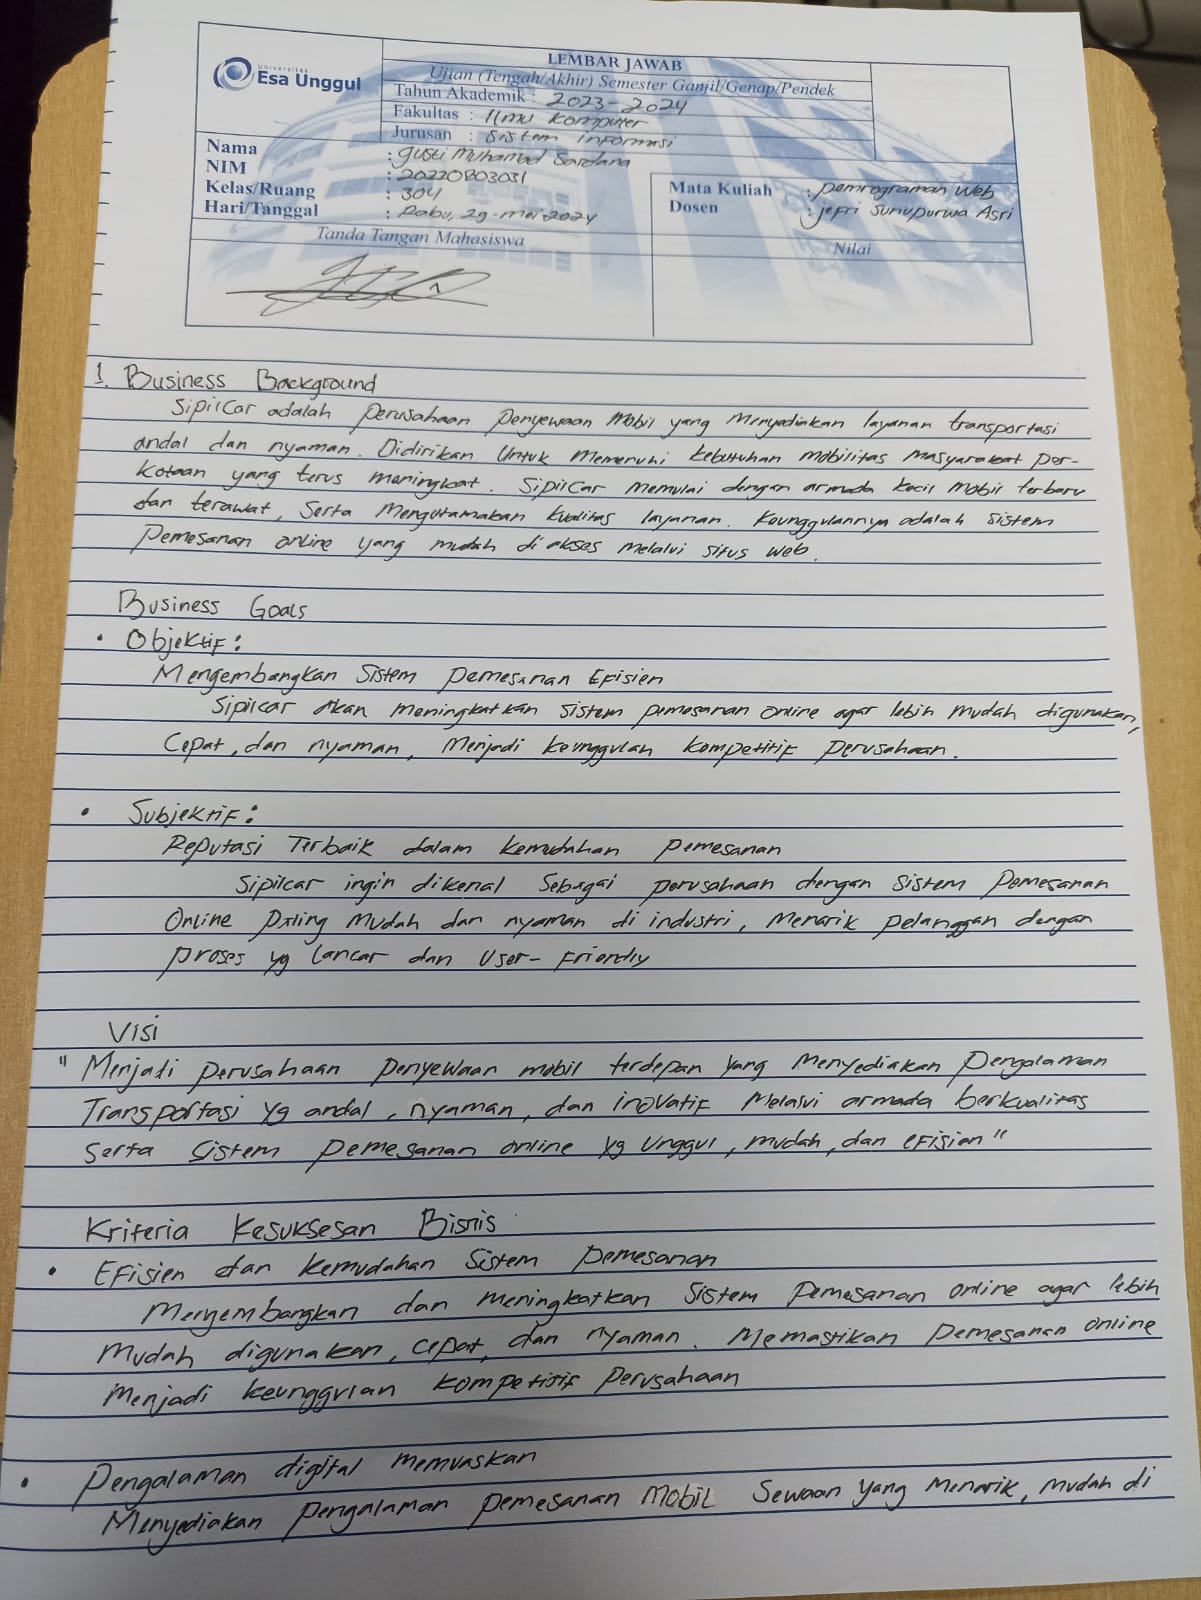 Universitas
Esa Unggul
LEMBAR JAWAB
Ujian (Tengah/Akhir) Semester Ganjil/Genap/Pendek
Tahun Akademik : 2023-2024
Fakultas : Ilmu Komputer
Jurusan : Sistem informasi
Nama : Gusti Muhamad Sardana
NIM : 20220803031
Kelas/Ruang : 304
Hari/Tanggal : Rabu, 29-mei-2024
Mata Kuliah : Pemrograman Web
Dosen : Jefri Sunupurwa Asri
Tanda Tangan Mahasiswa
Nilai
1. Business Background
Sipilcar adalah perusahaan penyewaan mobil yang menyediakan layanan transportasi
andal dan nyaman. Didirikan untuk memenuhi kebutuhan mobilitas masyarakat per-
kotaan yang terus meningkat. Sipilcar memulai dengan armada kecil mobil terbaru
dan terawat, serta mengutamakan kualitas layanan. Keunggulannya adalah sistem
pemesanan online yang mudah diakses melalui situs web.
Business Goals
• Objektif :
Mengembangkan Sistem pemesanan Efisien
Sipilcar akan meningkatkan sistem pemesanan online agar lebih mudah digunakan,
cepat, dan nyaman, menjadi keunggulan kompetitif perusahaan.
• Subjektif :
Reputasi Terbaik dalam kemudahan pemesanan
Sipilcar ingin dikenal sebagai perusahaan dengan sistem pemesanan
online paling mudah dan nyaman di industri, menarik pelanggan dengan
proses yg lancar dan user-friendly
Visi
" Menjadi perusahaan penyewaan mobil terdepan yang menyediakan pengalaman
Transportasi yg andal, nyaman, dan inovatif melalui armada berkualitas
serta sistem pemesanan online yg unggul, mudah, dan efisien "
Kriteria Kesuksesan Bisnis
• Efisien dan kemudahan sistem pemesanan
Mengembangkan dan meningkatkan sistem pemesanan online agar lebih
mudah digunakan, cepat, dan nyaman. Memastikan pemesanan online
menjadi keunggulan kompetitif perusahaan
• Pengalaman digital memuaskan
Menyediakan pengalaman pemesanan mobil sewaan yang menarik, mudah di